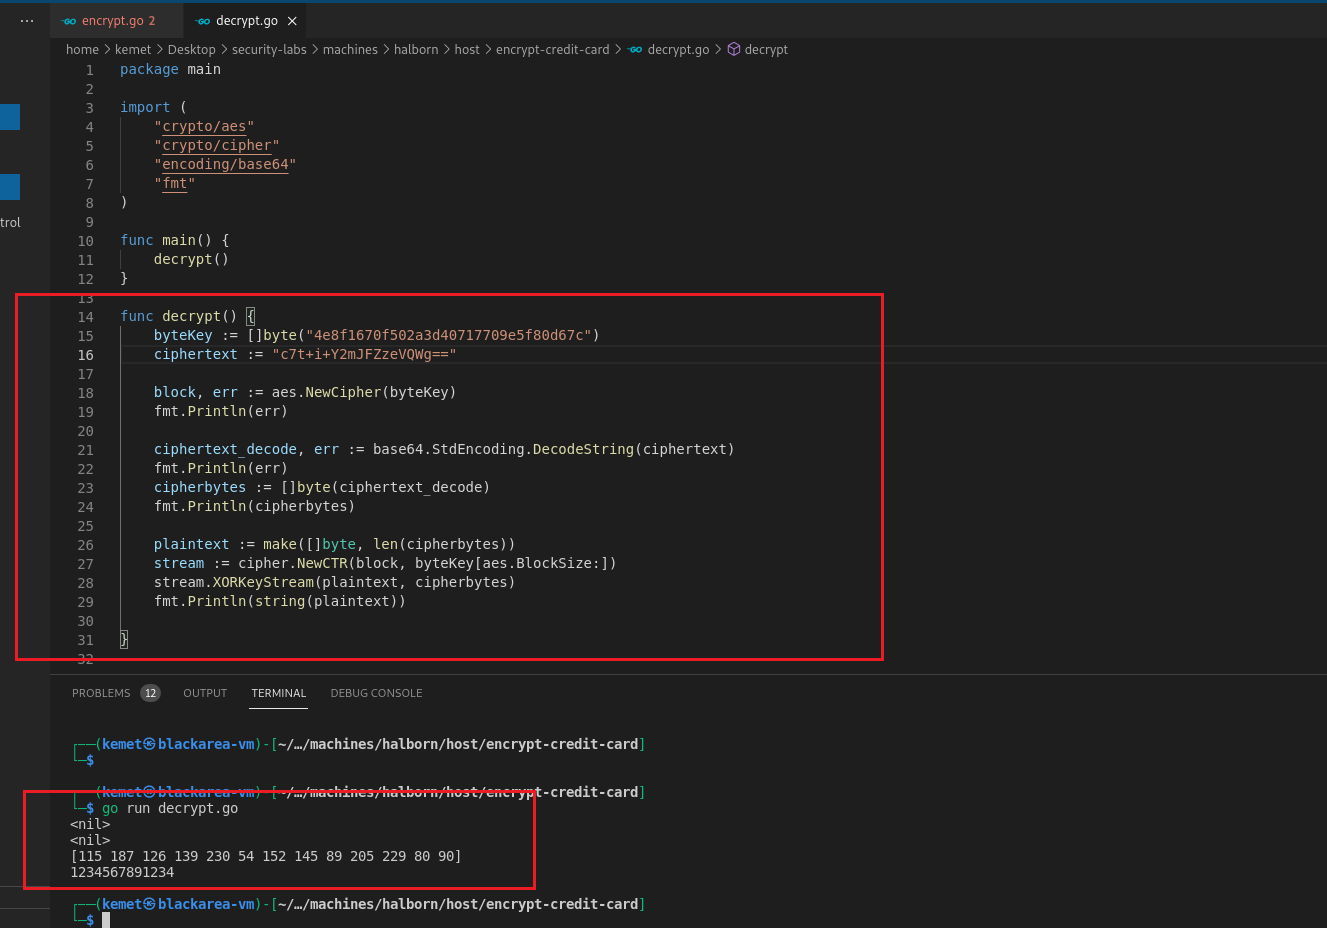 ··· GO encrypt.go 2 GO decrypt.go ×
home > kemet > Desktop > security-labs > machines > halborn > host > encrypt-credit-card > GO decrypt.go > decrypt
1 package main
2
3 import (
4 "crypto/aes"
5 "crypto/cipher"
6 "encoding/base64"
7 "fmt"
8 )
9
trol
10 func main() {
11 decrypt()
12 }
13
14 func decrypt() {
15 byteKey := []byte("4e8f1670f502a3d40717709e5f80d67c")
16 ciphertext := "c7t+i+Y2mJFZzeVQWg=="
17
18 block, err := aes.NewCipher(byteKey)
19 fmt.Println(err)
20
21 ciphertext_decode, err := base64.StdEncoding.DecodeString(ciphertext)
22 fmt.Println(err)
23 cipherbytes := []byte(ciphertext_decode)
24 fmt.Println(cipherbytes)
25
26 plaintext := make([]byte, len(cipherbytes))
27 stream := cipher.NewCTR(block, byteKey[aes.BlockSize:])
28 stream.XORKeyStream(plaintext, cipherbytes)
29 fmt.Println(string(plaintext))
30
31 }
32
PROBLEMS 12 OUTPUT TERMINAL DEBUG CONSOLE
┌──(kemet㉿blackarea-vm)-[~/…/machines/halborn/host/encrypt-credit-card]
└─$
┌──(kemet㉿blackarea-vm)-[~/…/machines/halborn/host/encrypt-credit-card]
└─$ go run decrypt.go
<nil>
<nil>
[115 187 126 139 230 54 152 145 89 205 229 80 90]
1234567891234
┌──(kemet㉿blackarea-vm)-[~/…/machines/halborn/host/encrypt-credit-card]
└─$